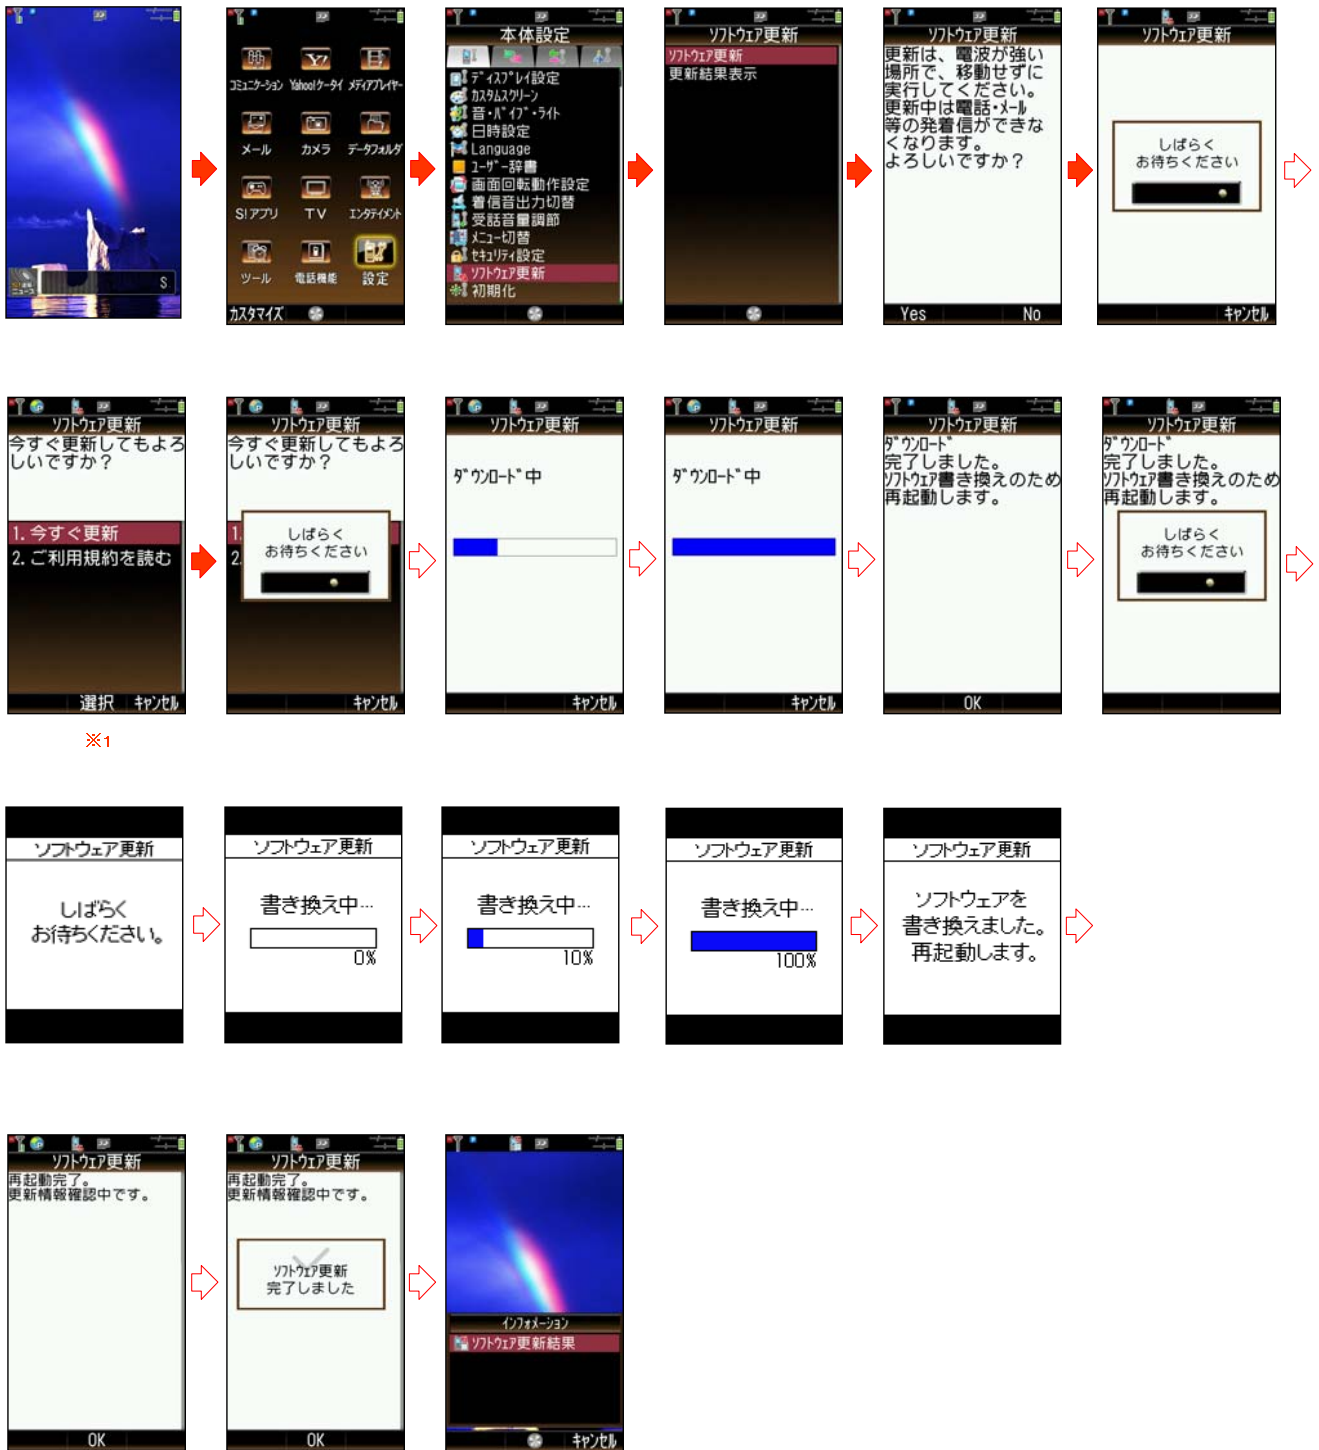 S
コミュニケーション
Yahoo!ケータイ
メディアプレイヤー
メール
カメラ
データフォルダ
S!アプリ
TV
エンタテイメント
ツール
電話機能
設定
カスタマイズ
本体設定
ディスプレイ設定
カスタムスクリーン
音・バイブ・ライト
日時設定
Language
ユーザー辞書
画面回転動作設定
着信音出力切替
受話音量調節
メニュー切替
セキュリティ設定
ソフトウェア更新
初期化
ソフトウェア更新
ソフトウェア更新
更新結果表示
ソフトウェア更新
更新は、電波が強い
場所で、移動せずに
実行してください。
更新中は電話・メール
等の発着信ができな
くなります。
よろしいですか？
Yes
No
ソフトウェア更新
しばらく
お待ちください
キャンセル
ソフトウェア更新
今すぐ更新してもよろ
しいですか？
1.今すぐ更新
2.ご利用規約を読む
選択
キャンセル
※1
ソフトウェア更新
今すぐ更新してもよろ
しいですか？
1.
2.
しばらく
お待ちください
キャンセル
ソフトウェア更新
ダウンロード中
キャンセル
ソフトウェア更新
ダウンロード中
キャンセル
ソフトウェア更新
ダウンロード
完了しました。
ソフトウェア書き換えのため
再起動します。
OK
ソフトウェア更新
ダウンロード
完了しました。
ソフトウェア書き換えのため
再起動します。
しばらく
お待ちください
ソフトウェア更新
しばらく
お待ちください。
ソフトウェア更新
書き換え中…
0%
ソフトウェア更新
書き換え中…
10%
ソフトウェア更新
書き換え中…
100%
ソフトウェア更新
ソフトウェアを
書き換えました。
再起動します。
ソフトウェア更新
再起動完了。
更新情報確認中です。
OK
ソフトウェア更新
再起動完了。
更新情報確認中です。
ソフトウェア更新
完了しました
OK
インフォメーション
ソフトウェア更新結果
キャンセル